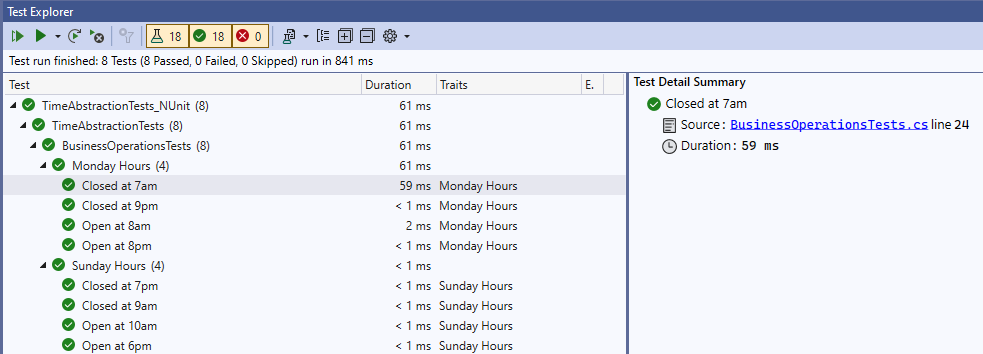 Test Explorer
18 18 0
Test run finished: 8 Tests (8 Passed, 0 Failed, 0 Skipped) run in 841 ms
Test Duration Traits E.
TimeAbstractionTests_NUnit (8) 61 ms
TimeAbstractionTests (8) 61 ms
BusinessOperationsTests (8) 61 ms
Monday Hours (4) 61 ms
Closed at 7am 59 ms Monday Hours
Closed at 9pm < 1 ms Monday Hours
Open at 8am 2 ms Monday Hours
Open at 8pm < 1 ms Monday Hours
Sunday Hours (4) < 1 ms
Closed at 7pm < 1 ms Sunday Hours
Closed at 9am < 1 ms Sunday Hours
Open at 10am < 1 ms Sunday Hours
Open at 6pm < 1 ms Sunday Hours
Test Detail Summary
Closed at 7am
Source: BusinessOperationsTests.cs line 24
Duration: 59 ms